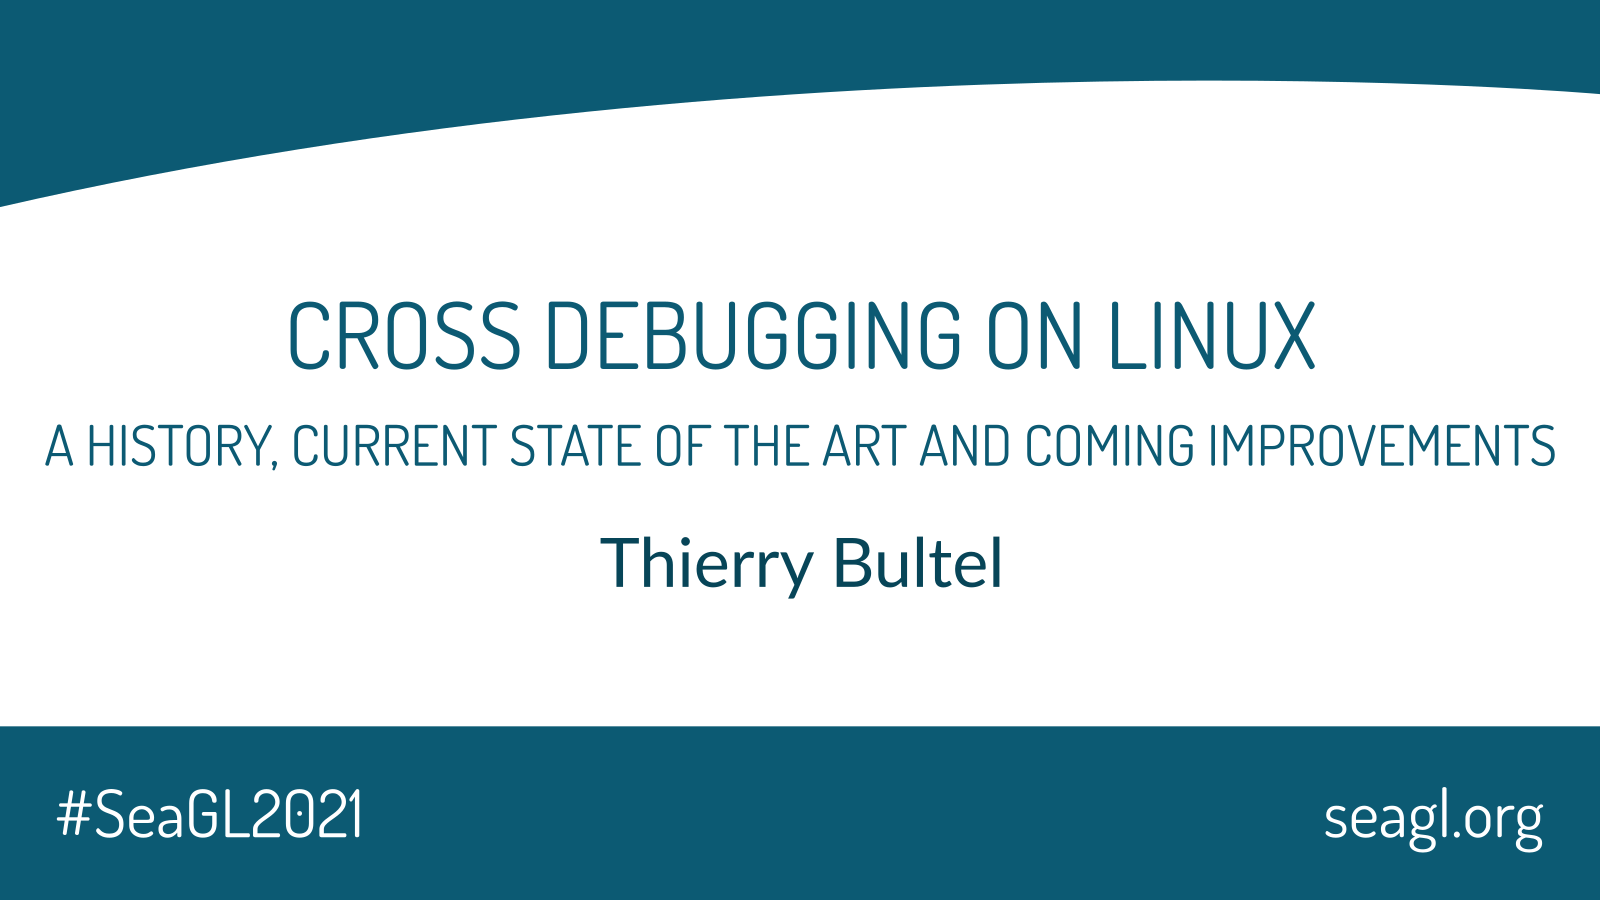 CROSS DEBUGGING ON LINUX
A HISTORY, CURRENT STATE OF THE ART AND COMING IMPROVEMENTS
Thierry Bultel
#SeaGL2021
seagl.org